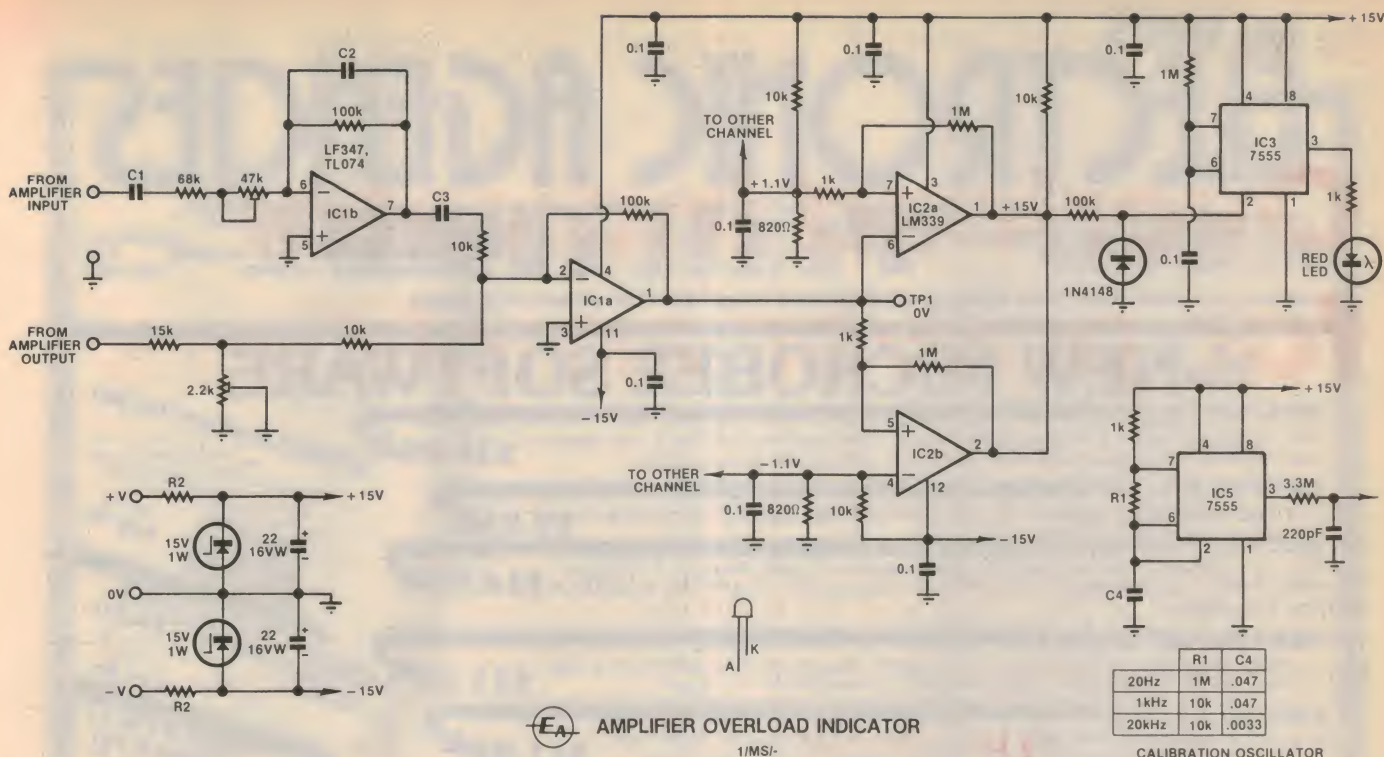 +15V
C2
0.1
0.1
0.1
1M
10k
10k
100k
LF347,
TL074
TO OTHER
CHANNEL
1M
4
8
7
IC3
7555
3
6
2
1
FROM
AMPLIFIER
INPUT
C1
68k
47k
6
IC1b
7
5
C3
+1.1V
1k
7
3
IC2a
LM339
1
+15V
100k
1k
0.1
820Ω
6
100k
10k
0.1
1N4148
RED
LED
λ
2
4
IC1a
1
3
11
TP1
0V
FROM
AMPLIFIER
OUTPUT
15k
10k
1k
1M
2.2k
0.1
-15V
+15V
5
IC2b
2
4
12
1k
4
8
7
R1
IC5
7555
3
3.3M
6
2
1
220pF
C4
TO OTHER
CHANNEL
-1.1V
0.1
820Ω
10k
-15V
0.1
+V
R2
+15V
15V
1W
22
16VW
+
-
0V
15V
1W
22
16VW
+
-
-V
R2
-15V
A
K
R1 C4
20Hz 1M .047
1kHz 10k .047
20kHz 10k .0033
EA AMPLIFIER OVERLOAD INDICATOR
1/MS/-
CALIBRATION OSCILLATOR